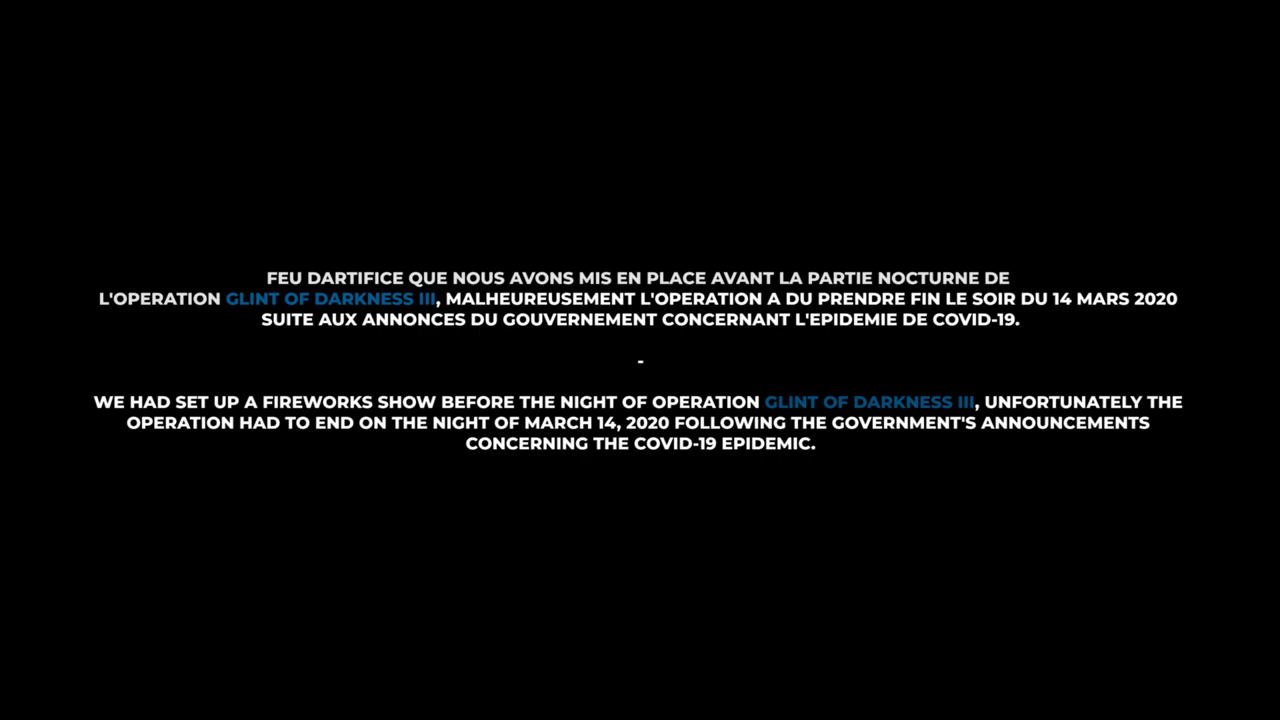 FEU DARTIFICE QUE NOUS AVONS MIS EN PLACE AVANT LA PARTIE NOCTURNE DE
L'OPERATION GLINT OF DARKNESS III, MALHEUREUSEMENT L'OPERATION A DU PRENDRE FIN LE SOIR DU 14 MARS 2020
SUITE AUX ANNONCES DU GOUVERNEMENT CONCERNANT L'EPIDEMIE DE COVID-19.
-
WE HAD SET UP A FIREWORKS SHOW BEFORE THE NIGHT OF OPERATION GLINT OF DARKNESS III, UNFORTUNATELY THE
OPERATION HAD TO END ON THE NIGHT OF MARCH 14, 2020 FOLLOWING THE GOVERNMENT'S ANNOUNCEMENTS
CONCERNING THE COVID-19 EPIDEMIC.